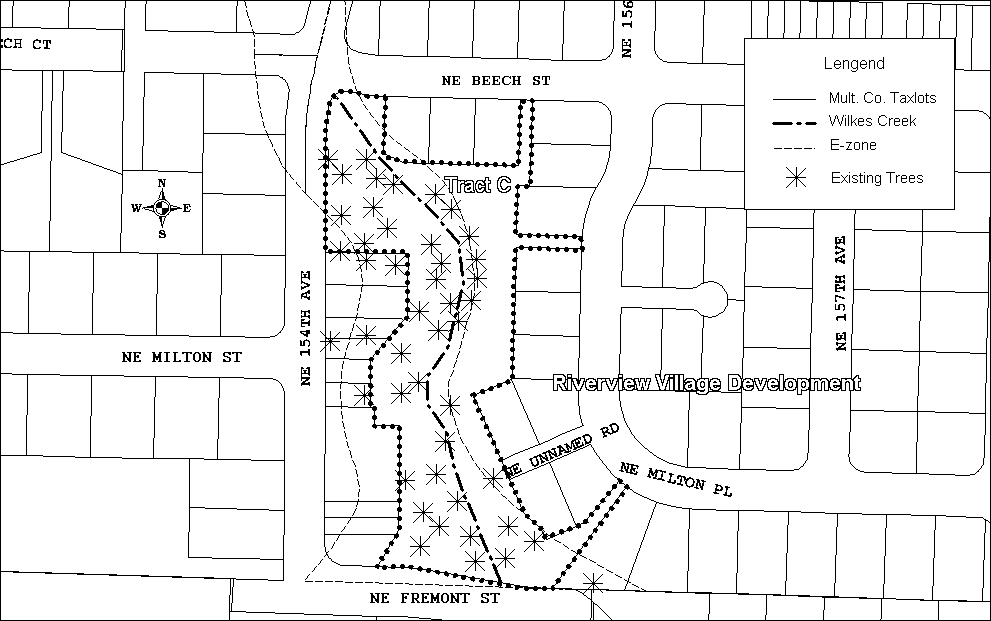 CH CT
NE BEECH ST
NE 156
Lengend
Mult. Co. Taxlots
Wilkes Creek
E-zone
Existing Trees
Tract C
N
W E
S
NE 154TH AVE
NE 157TH AVE
NE MILTON ST
Riverview Village Development
NE UNNAMED RD
NE MILTON PL
NE FREMONT ST